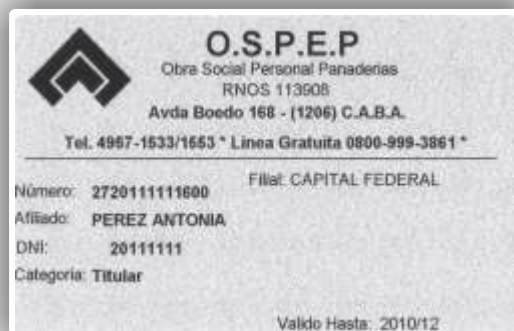 O.S.P.E.P
Obra Social Personal Panaderias
RNOS 113908
Avda Boedo 168 - (1206) C.A.B.A.
Tel. 4957-1533/1553 * Linea Gratuita 0800-999-3861 *
Filial: CAPITAL FEDERAL
Número: 2720111111600
Afiliado: PEREZ ANTONIA
DNI: 20111111
Categoria: Titular
Valido Hasta: 2010/12